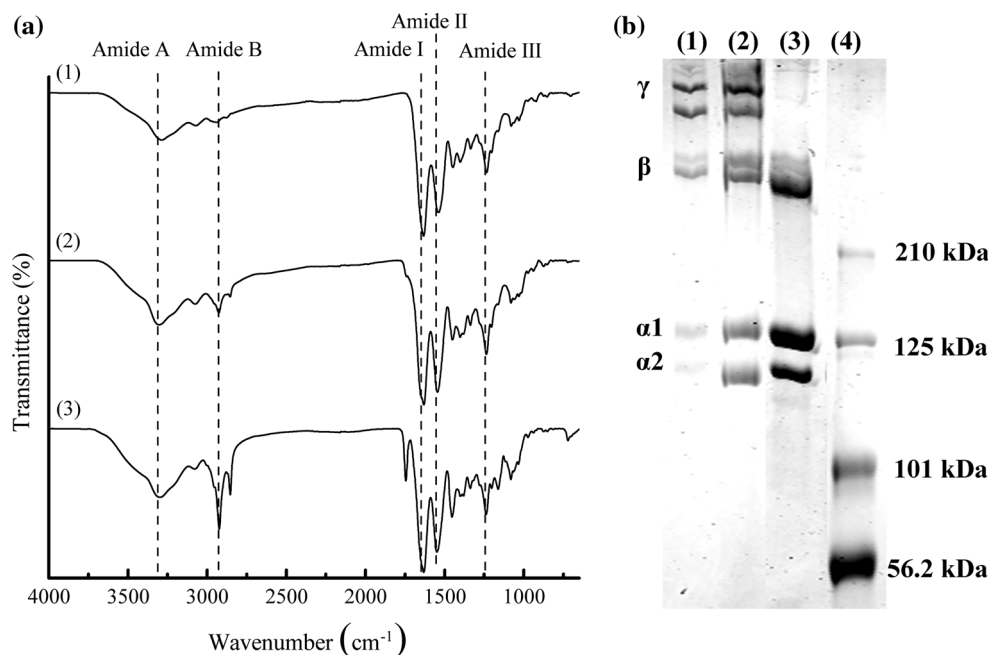 (a)
Amide A
Amide B
Amide I
Amide II
Amide III
(1)
(2)
(3)
Transmittance (%)
4000 3500 3000 2500 2000 1500 1000
Wavenumber (cm⁻¹)
(b)
(1) (2) (3) (4)
γ
β
α1
α2
210 kDa
125 kDa
101 kDa
56.2 kDa